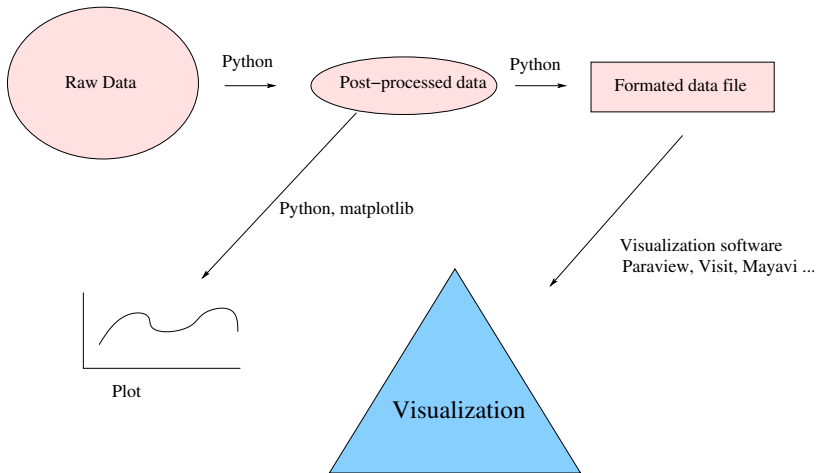 Raw Data
Python
Post−processed data
Python
Formated data file
Python, matplotlib
Visualization software
Paraview, Visit, Mayavi ...
Plot
Visualization